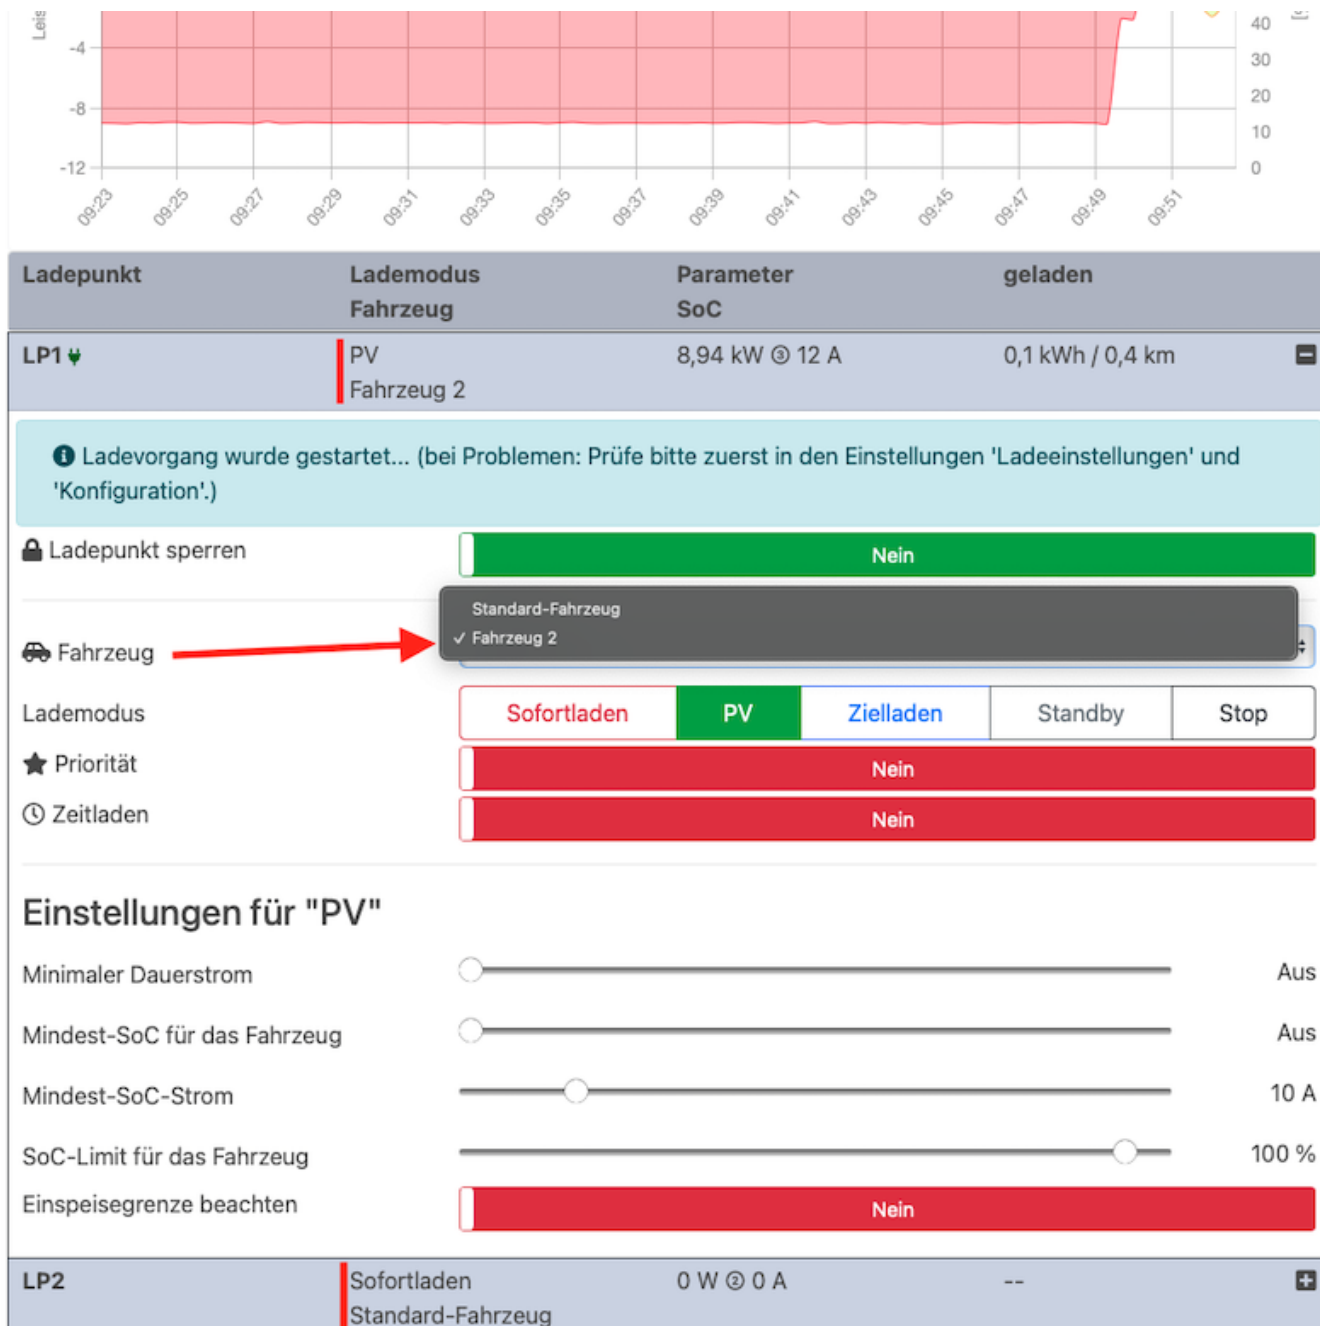 Leis
40
-4
30
20
-8
10
-12
0
09:23 09:25 09:27 09:29 09:31 09:33 09:35 09:37 09:39 09:41 09:43 09:45 09:47 09:49 09:51
Ladepunkt Lademodus Parameter geladen
Fahrzeug SoC
LP1 PV 8,94 kW ③ 12 A 0,1 kWh / 0,4 km
Fahrzeug 2
Ladevorgang wurde gestartet... (bei Problemen: Prüfe bitte zuerst in den Einstellungen 'Ladeeinstellungen' und
'Konfiguration'.)
Ladepunkt sperren Nein
Standard-Fahrzeug
✓ Fahrzeug 2
Fahrzeug
Lademodus Sofortladen PV Zielladen Standby Stop
Priorität Nein
Zeitladen Nein
Einstellungen für "PV"
Minimaler Dauerstrom Aus
Mindest-SoC für das Fahrzeug Aus
Mindest-SoC-Strom 10 A
SoC-Limit für das Fahrzeug 100 %
Einspeisegrenze beachten Nein
LP2 Sofortladen 0 W ② 0 A --
Standard-Fahrzeug